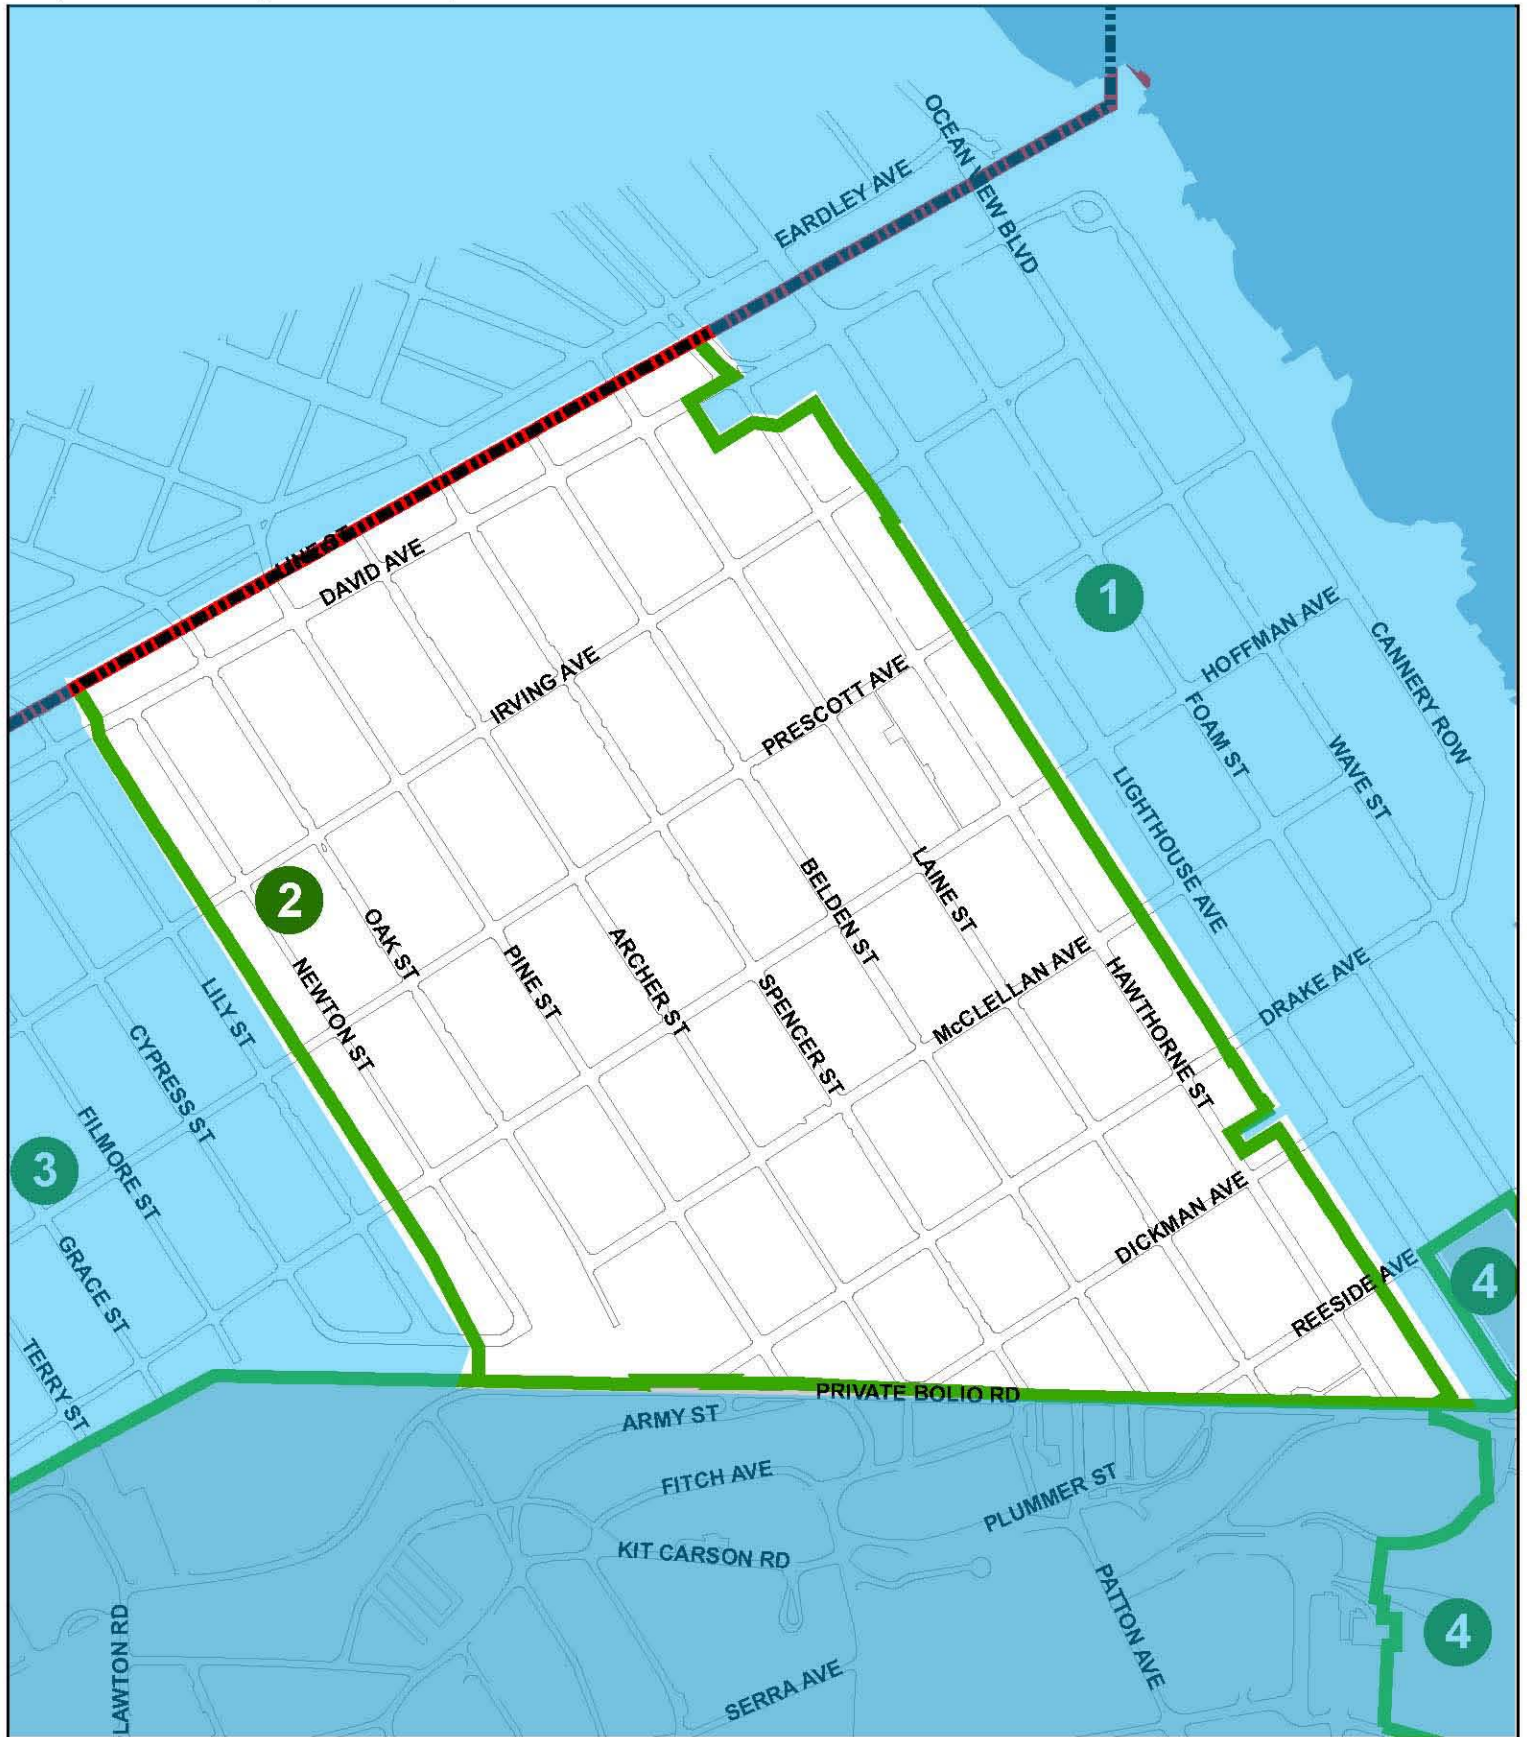 OCEAN VIEW BLVD
EARDLEY AVE
LINE ST
DAVID AVE
1
HOFFMAN AVE
CANNERY ROW
IRVING AVE
PRESCOTT AVE
FOAM ST
WAVE ST
LIGHTHOUSE AVE
2
OAK ST
BELDEN ST
LAINE ST
PINE ST
ARCHER ST
NEWTON ST
SPENCER ST
McCLELLAN AVE
HAWTHORNE ST
DRAKE AVE
LILY ST
CYPRESS ST
FILMORE ST
3
GRACE ST
DICKMAN AVE
REESIDE AVE
4
TERRY ST
PRIVATE BOLIO RD
ARMY ST
FITCH AVE
PLUMMER ST
KIT CARSON RD
PATTON AVE
LAWTON RD
SERRA AVE
4